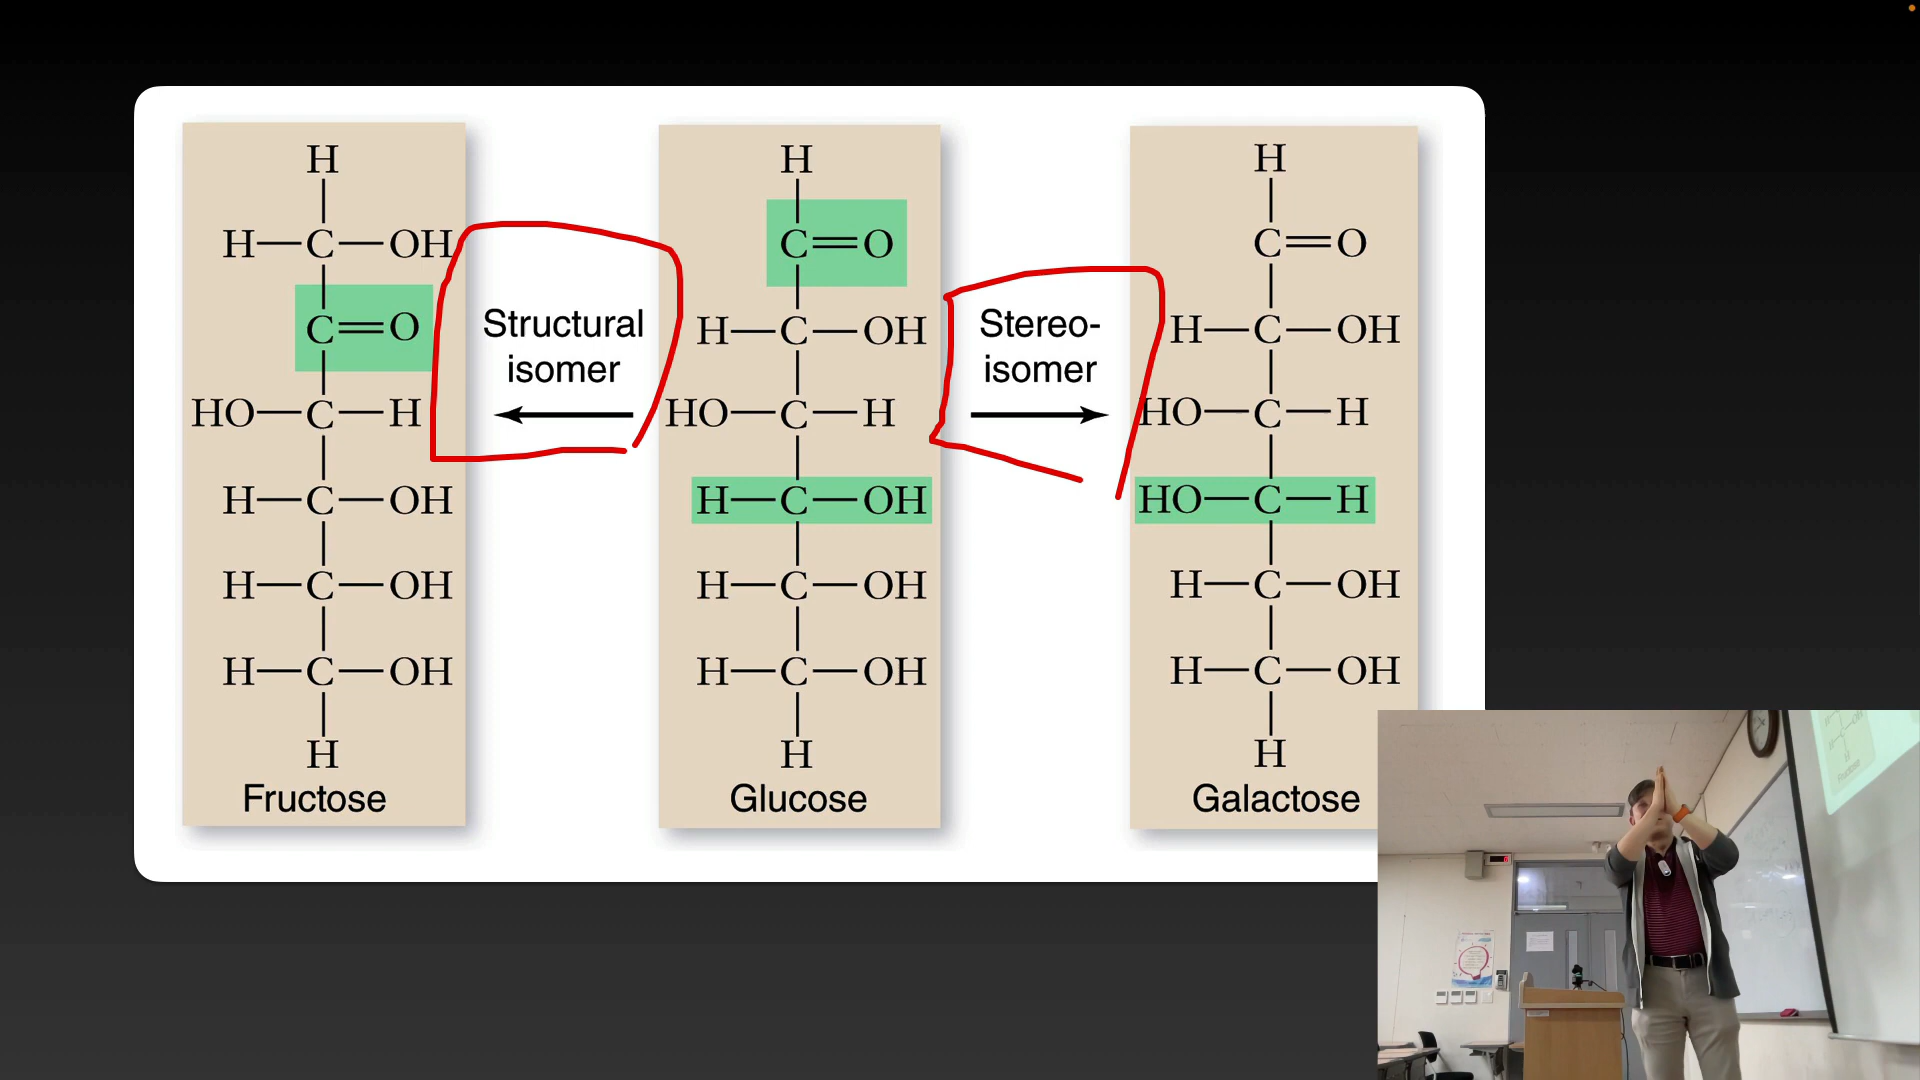 H
H—C—OH
C=O
HO—C—H
H—C—OH
H—C—OH
H—C—OH
H
Fructose
Structural
isomer
H
C=O
H—C—OH
HO—C—H
H—C—OH
H—C—OH
H—C—OH
H
Glucose
Stereo-
isomer
H
C=O
H—C—OH
HO—C—H
HO—C—H
H—C—OH
H—C—OH
H
Galactose
Fructose